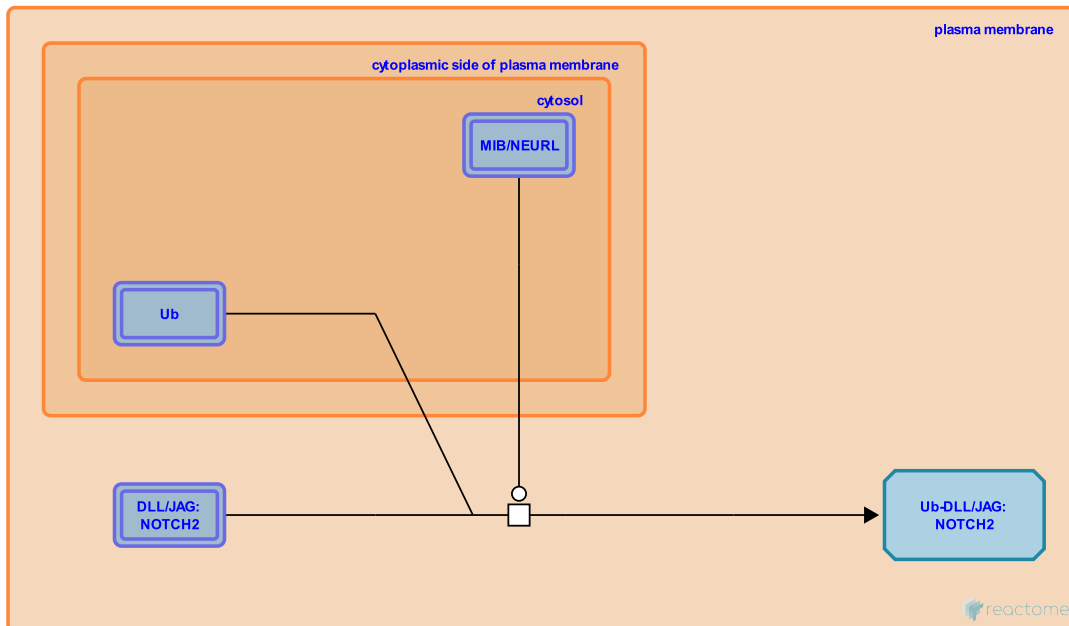 plasma membrane
cytoplasmic side of plasma membrane
cytosol
MIB/NEURL
Ub
DLL/JAG:
NOTCH2
Ub-DLL/JAG:
NOTCH2
reactome